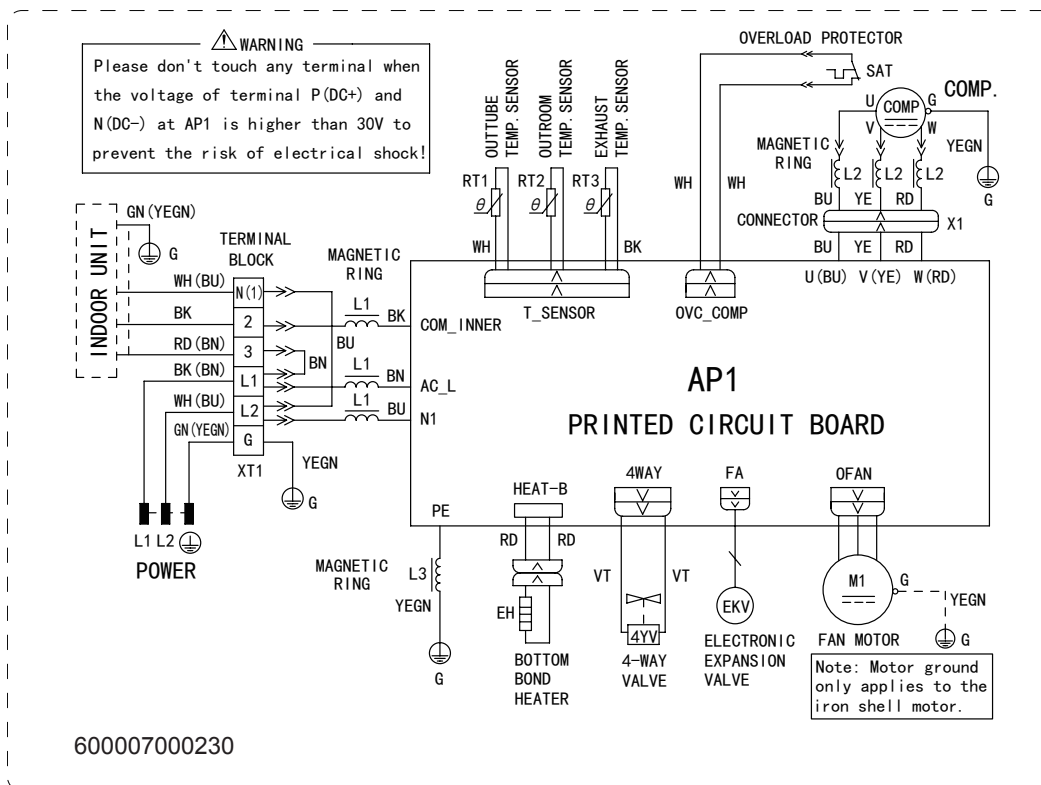 WARNING
Please don't touch any terminal when
the voltage of terminal P(DC+) and
N(DC-) at AP1 is higher than 30V to
prevent the risk of electrical shock!
OVERLOAD PROTECTOR
SAT
COMP.
COMP
U
V
W
G
YEGN
G
MAGNETIC
RING
L2
L2
L2
BU
YE
RD
CONNECTOR
X1
BU
YE
RD
U(BU)
V(YE)
W(RD)
OUTTUBE
TEMP. SENSOR
OUTROOM
TEMP. SENSOR
EXHAUST
TEMP. SENSOR
RT1
RT2
RT3
θ
θ
θ
WH
BK
WH
WH
T_SENSOR
OVC_COMP
INDOOR UNIT
GN(YEGN)
G
TERMINAL
BLOCK
MAGNETIC
RING
WH(BU)
N(1)
BK
2
L1
BK
COM_INNER
BU
RD(BN)
3
BN
BK(BN)
L1
L1
BN
AC_L
WH(BU)
L2
L1
BU
N1
GN(YEGN)
G
YEGN
XT1
G
L1 L2
POWER
AP1
PRINTED CIRCUIT BOARD
PE
MAGNETIC
RING
L3
YEGN
G
HEAT-B
RD
RD
EH
BOTTOM
BOND
HEATER
4WAY
VT
VT
4YV
4-WAY
VALVE
FA
EKV
ELECTRONIC
EXPANSION
VALVE
OFAN
M1
G
YEGN
G
FAN MOTOR
Note: Motor ground
only applies to the
iron shell motor.
600007000230